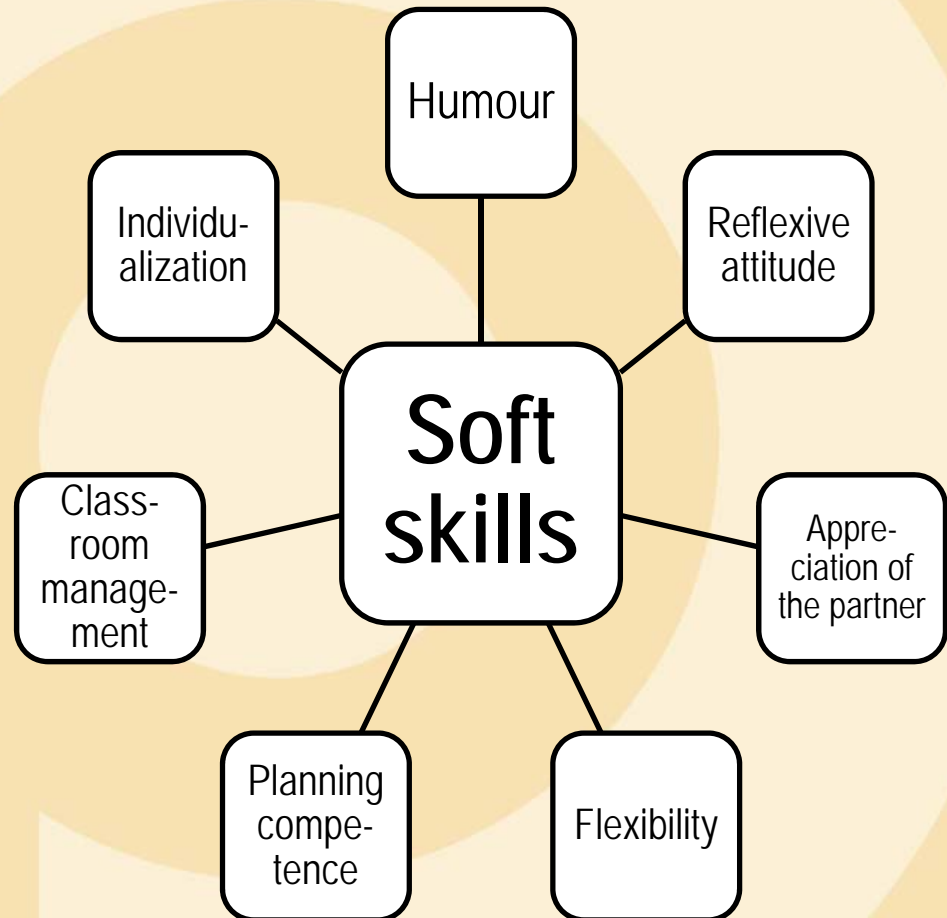 Humour
Individu-
alization
Reflexive
attitude
Soft
skills
Class-
room
manage-
ment
Appre-
ciation of
the partner
Planning
compe-
tence
Flexibility